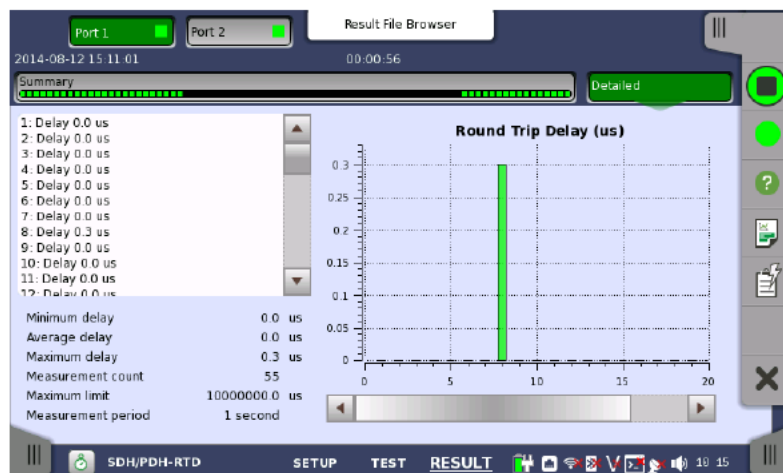 Port 1
Port 2
Result File Browser
2014-08-12 15:11:01
00:00:56
Summary
Detailed
1: Delay 0.0 us
2: Delay 0.0 us
3: Delay 0.0 us
4: Delay 0.0 us
5: Delay 0.0 us
6: Delay 0.0 us
7: Delay 0.0 us
8: Delay 0.3 us
9: Delay 0.0 us
10: Delay 0.0 us
11: Delay 0.0 us
12: Delay 0.0 us
Minimum delay 0.0 us
Average delay 0.0 us
Maximum delay 0.3 us
Measurement count 55
Maximum limit 10000000.0 us
Measurement period 1 second
Round Trip Delay (us)
0.3
0.25
0.2
0.15
0.1
0.05
0
0 5 10 15 20
?
SDH/PDH-RTD
SETUP TEST RESULT
18 15